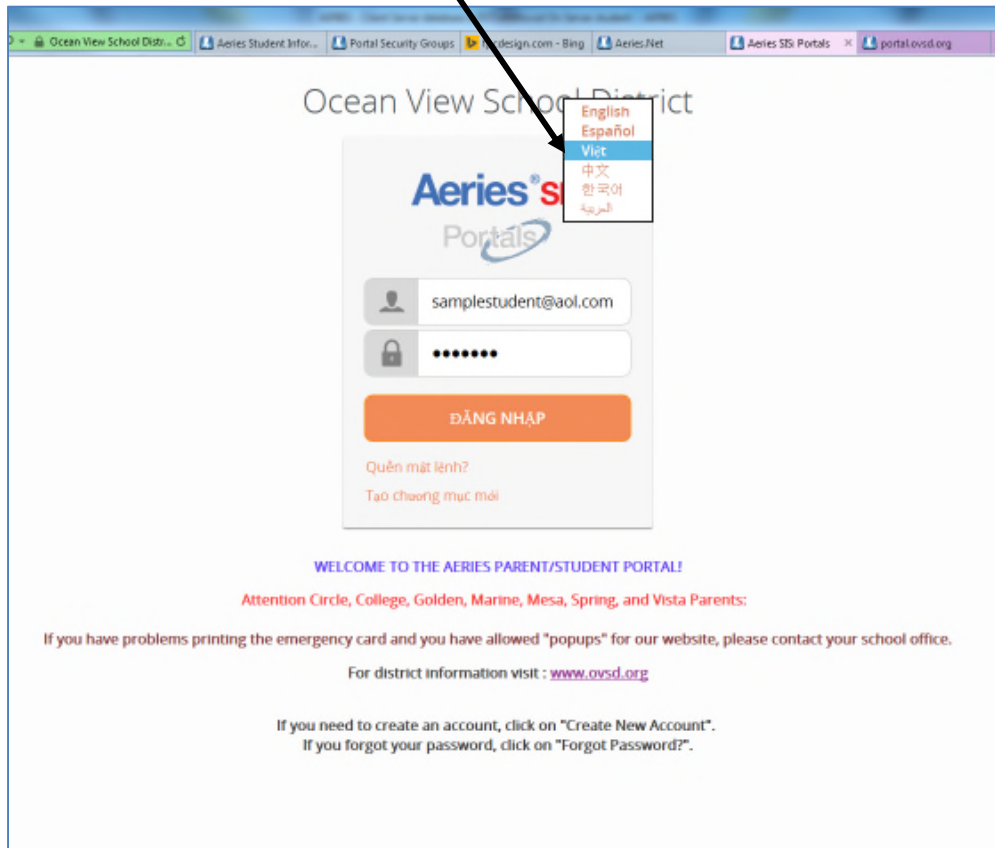 Ocean View School Distr...
Aeries Student Infor...
Portal Security Groups
design.com - Bing
Aeries.Net
Aeries SIS: Portals
portal.ovsd.org
Ocean View School District
English
Español
Việt
中文
한국어
العربية
Aeries®
Portals
samplestudent@aol.com
ĐĂNG NHẬP
Quên mật lệnh?
Tạo chương mục mới
WELCOME TO THE AERIES PARENT/STUDENT PORTAL!
Attention Circle, College, Golden, Marine, Mesa, Spring, and Vista Parents:
If you have problems printing the emergency card and you have allowed "popups" for our website, please contact your school office.
For district information visit : www.ovsd.org
If you need to create an account, click on "Create New Account".
If you forgot your password, click on "Forgot Password?".